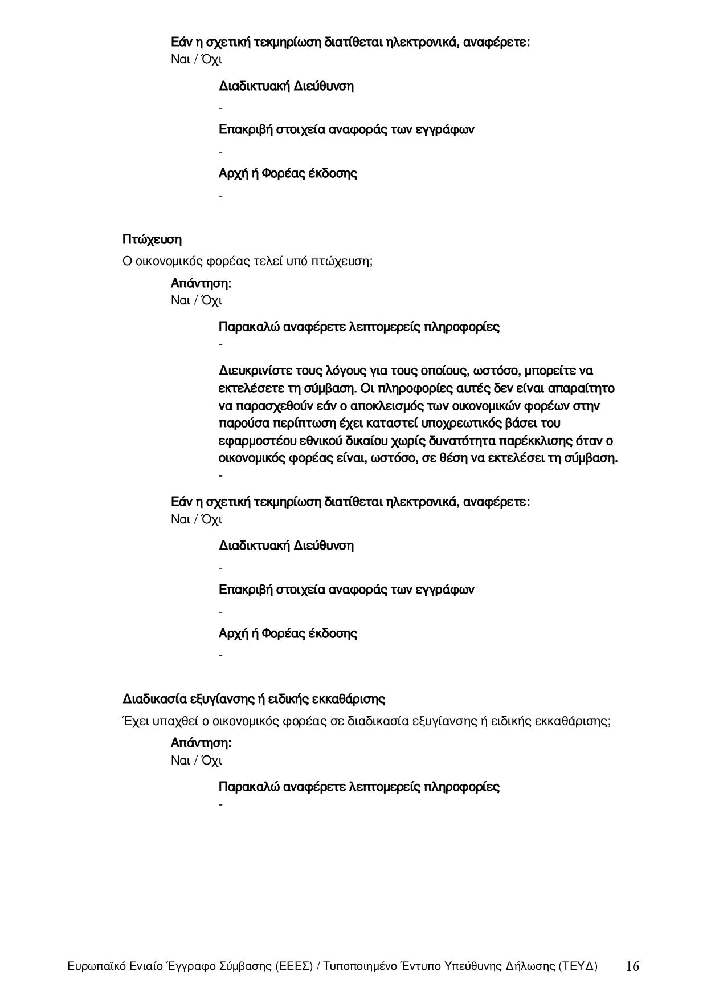 Εάν η σχετική τεκμηρίωση διατίθεται ηλεκτρονικά, αναφέρετε:
Ναι / Όχι
Διαδικτυακή Διεύθυνση
-
Επακριβή στοιχεία αναφοράς των εγγράφων
-
Αρχή ή Φορέας έκδοσης
-
Πτώχευση
Ο οικονομικός φορέας τελεί υπό πτώχευση;
Απάντηση:
Ναι / Όχι
Παρακαλώ αναφέρετε λεπτομερείς πληροφορίες
-
Διευκρινίστε τους λόγους για τους οποίους, ωστόσο, μπορείτε να
εκτελέσετε τη σύμβαση. Οι πληροφορίες αυτές δεν είναι απαραίτητο
να παρασχεθούν εάν ο αποκλεισμός των οικονομικών φορέων στην
παρούσα περίπτωση έχει καταστεί υποχρεωτικός βάσει του
εφαρμοστέου εθνικού δικαίου χωρίς δυνατότητα παρέκκλισης όταν ο
οικονομικός φορέας είναι, ωστόσο, σε θέση να εκτελέσει τη σύμβαση.
-
Εάν η σχετική τεκμηρίωση διατίθεται ηλεκτρονικά, αναφέρετε:
Ναι / Όχι
Διαδικτυακή Διεύθυνση
-
Επακριβή στοιχεία αναφοράς των εγγράφων
-
Αρχή ή Φορέας έκδοσης
-
Διαδικασία εξυγίανσης ή ειδικής εκκαθάρισης
Έχει υπαχθεί ο οικονομικός φορέας σε διαδικασία εξυγίανσης ή ειδικής εκκαθάρισης;
Απάντηση:
Ναι / Όχι
Παρακαλώ αναφέρετε λεπτομερείς πληροφορίες
-
Ευρωπαϊκό Ενιαίο Έγγραφο Σύμβασης (ΕΕΕΣ) / Τυποποιημένο Έντυπο Υπεύθυνης Δήλωσης (ΤΕΥΔ) 16